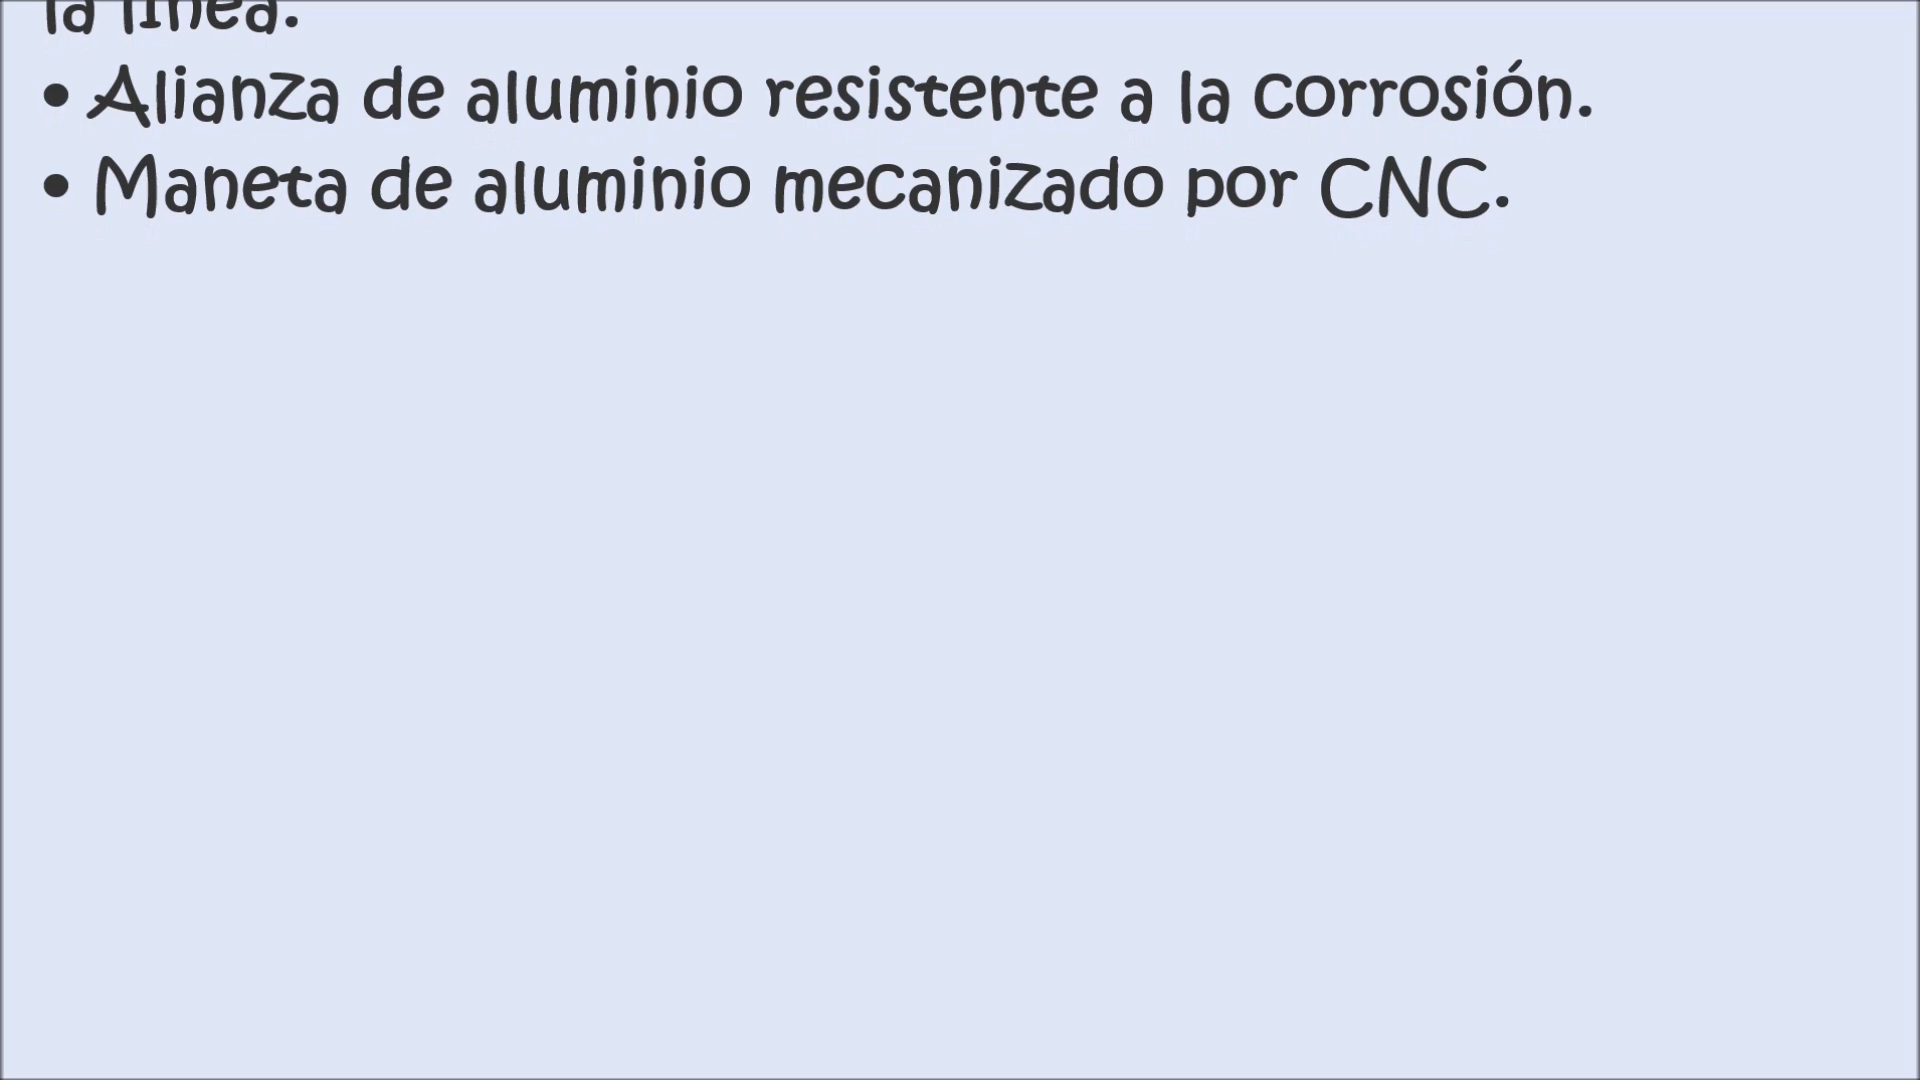 la línea.
• Alianza de aluminio resistente a la corrosión.
• Maneta de aluminio mecanizado por CNC.